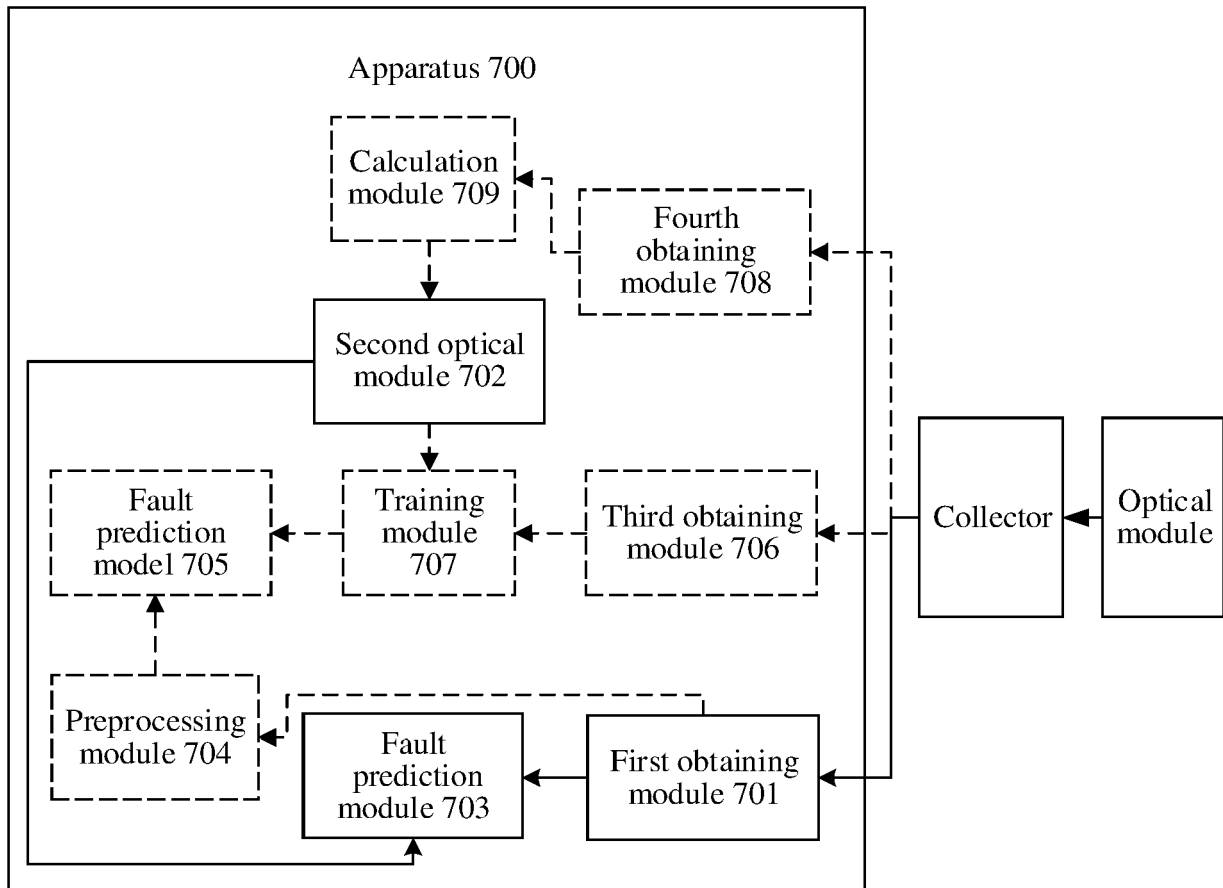 Apparatus 700
Calculation
module 709
Fourth
obtaining
module 708
Second optical
module 702
Fault
prediction
model 705
Training
module
707
Third obtaining
module 706
Collector
Optical
module
Preprocessing
module 704
Fault
prediction
module 703
First obtaining
module 701